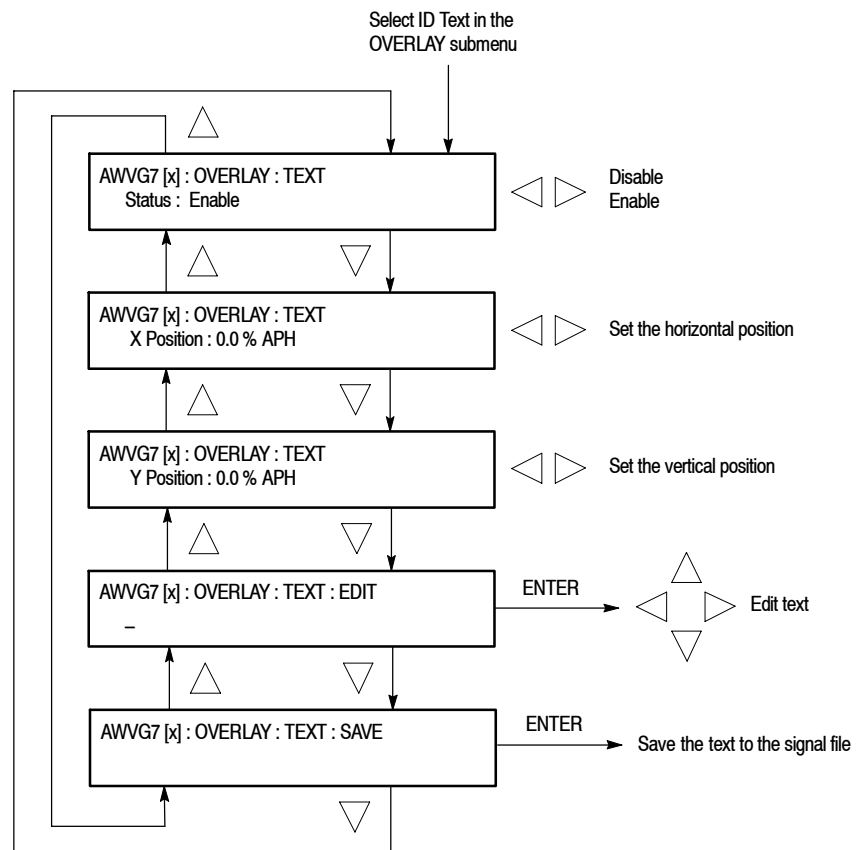 Select ID Text in the
OVERLAY submenu
AWVG7 [x] : OVERLAY : TEXT
Status : Enable
Disable
Enable
AWVG7 [x] : OVERLAY : TEXT
X Position : 0.0 % APH
Set the horizontal position
AWVG7 [x] : OVERLAY : TEXT
Y Position : 0.0 % APH
Set the vertical position
AWVG7 [x] : OVERLAY : TEXT : EDIT
_
ENTER
Edit text
AWVG7 [x] : OVERLAY : TEXT : SAVE
ENTER
Save the text to the signal file